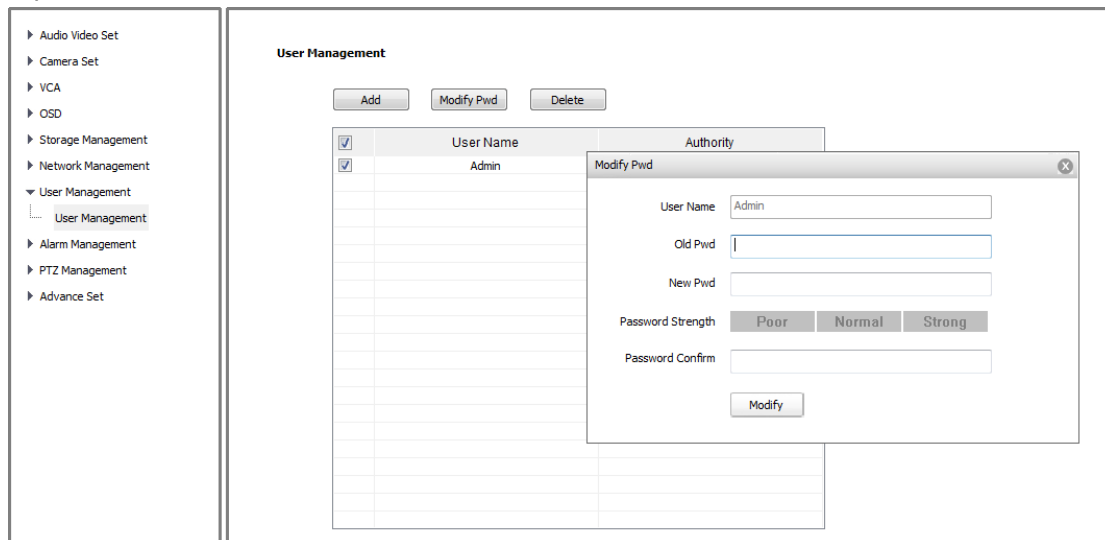 Audio Video Set
Camera Set
VCA
OSD
Storage Management
Network Management
User Management
User Management
Alarm Management
PTZ Management
Advance Set
User Management
Add Modify Pwd Delete
User Name Authority
Admin
Modify Pwd
User Name Admin
Old Pwd
New Pwd
Password Strength Poor Normal Strong
Password Confirm
Modify